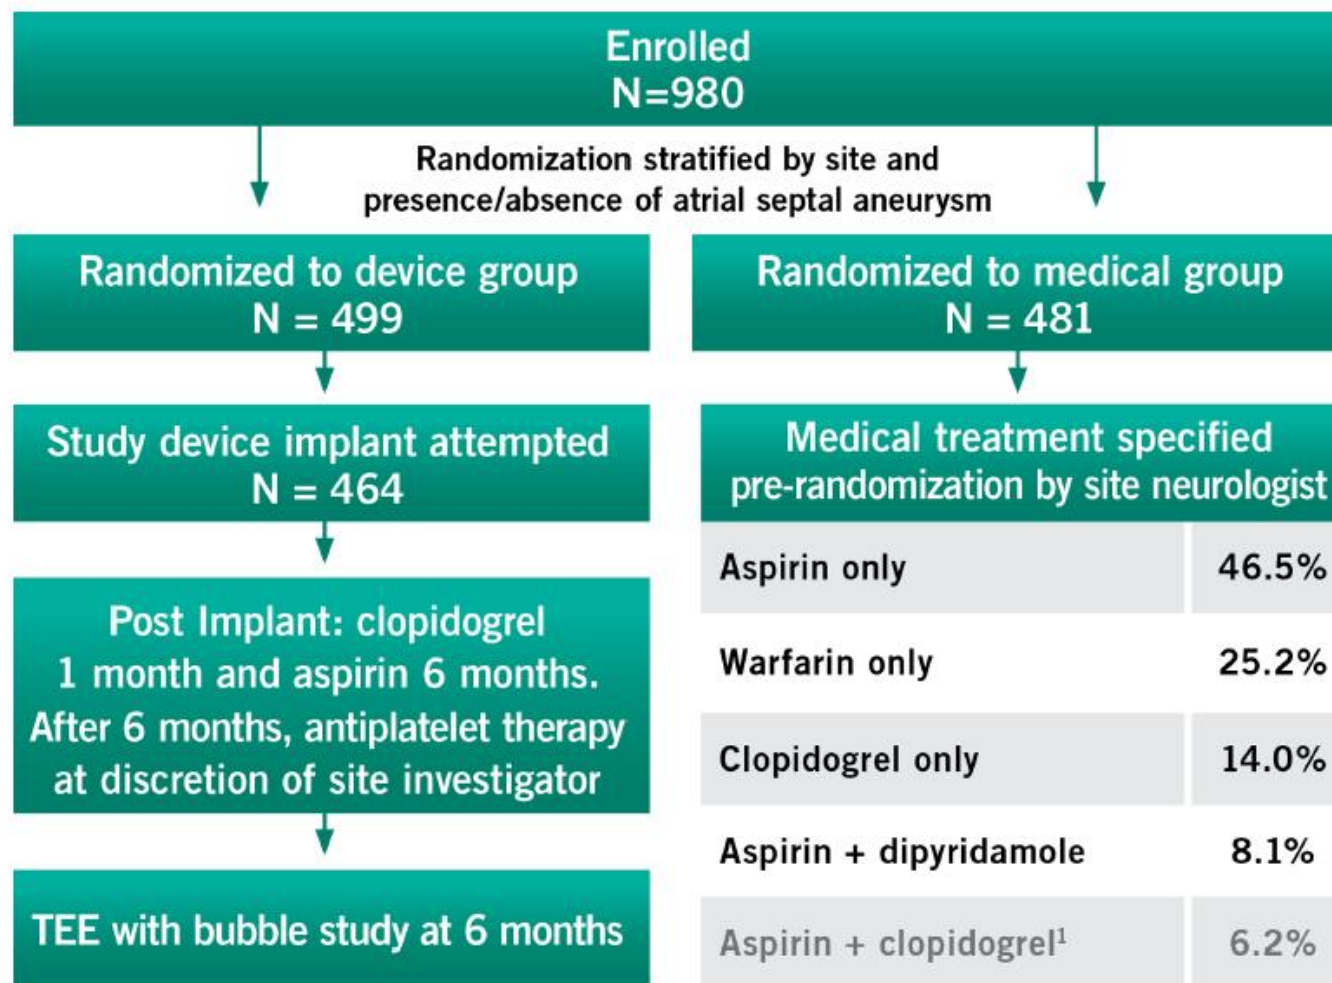 Enrolled
N=980
Randomization stratified by site and
presence/absence of atrial septal aneurysm
Randomized to device group
N = 499
Study device implant attempted
N = 464
Post Implant: clopidogrel
1 month and aspirin 6 months.
After 6 months, antiplatelet therapy
at discretion of site investigator
TEE with bubble study at 6 months
Randomized to medical group
N = 481
Medical treatment specified
pre-randomization by site neurologist
Aspirin only 46.5%
Warfarin only 25.2%
Clopidogrel only 14.0%
Aspirin + dipyridamole 8.1%
Aspirin + clopidogrel¹ 6.2%